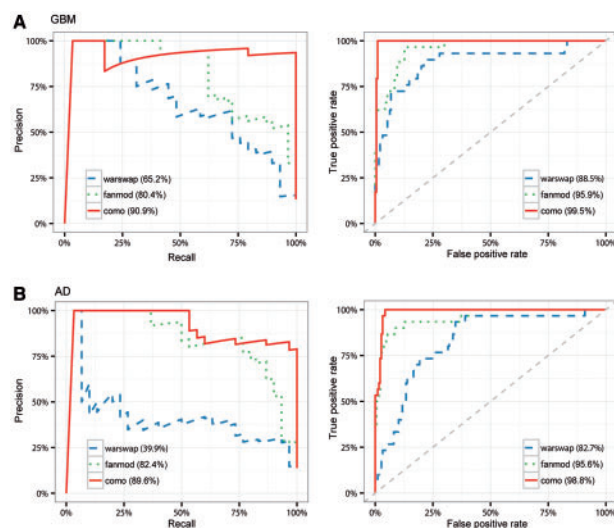 A GBM
100%
75%
50%
25%
0%
Precision
warswap (65.2%)
fanmod (80.4%)
como (90.9%)
0% 25% 50% 75% 100%
Recall
100%
75%
50%
25%
0%
True positive rate
warswap (88.5%)
fanmod (95.9%)
como (99.5%)
0% 25% 50% 75% 100%
False positive rate
B AD
100%
75%
50%
25%
0%
Precision
warswap (39.9%)
fanmod (82.4%)
como (89.6%)
0% 25% 50% 75% 100%
Recall
100%
75%
50%
25%
0%
True positive rate
warswap (82.7%)
fanmod (95.6%)
como (98.8%)
0% 25% 50% 75% 100%
False positive rate